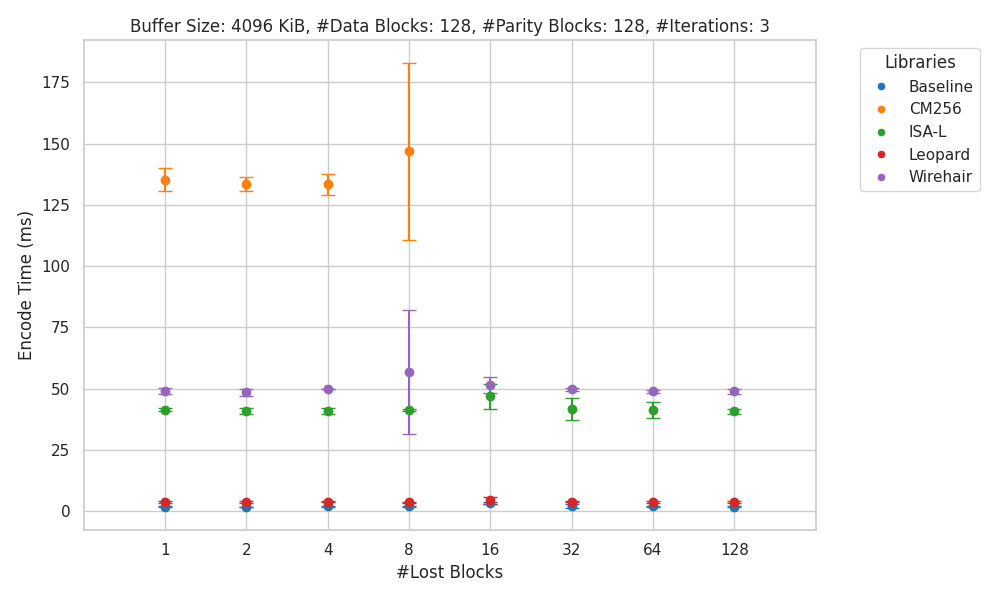 Buffer Size: 4096 KiB, #Data Blocks: 128, #Parity Blocks: 128, #Iterations: 3
Libraries
Baseline
CM256
ISA-L
Leopard
Wirehair
Encode Time (ms)
175
150
125
100
75
50
25
0
1 2 4 8 16 32 64 128
#Lost Blocks